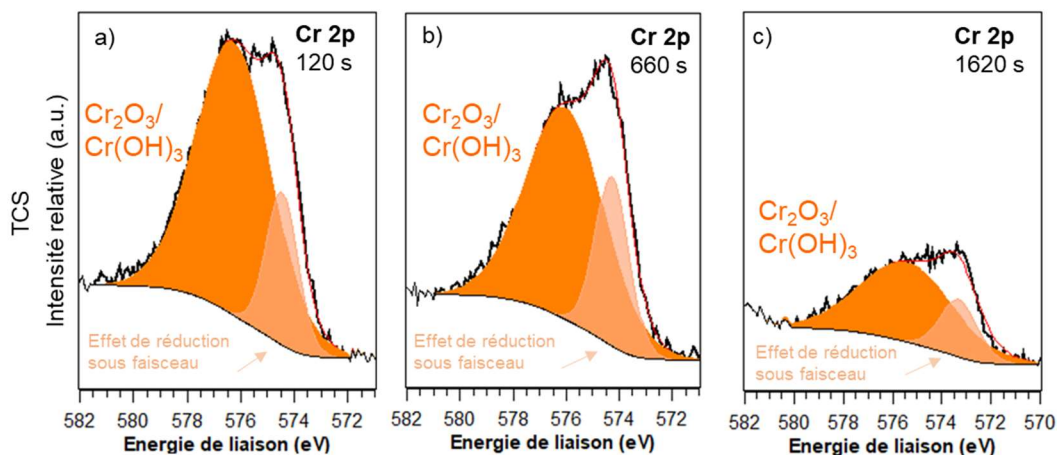 TCS
Intensité relative (a.u.)
a)
Cr 2p
120 s
Cr₂O₃/
Cr(OH)₃
Effet de réduction
sous faisceau
582 580 578 576 574 572
Energie de liaison (eV)
b)
Cr 2p
660 s
Cr₂O₃/
Cr(OH)₃
Effet de réduction
sous faisceau
582 580 578 576 574 572
Energie de liaison (eV)
c)
Cr 2p
1620 s
Cr₂O₃/
Cr(OH)₃
Effet de réduction
sous faisceau
582 580 578 576 574 572 570
Energie de liaison (eV)